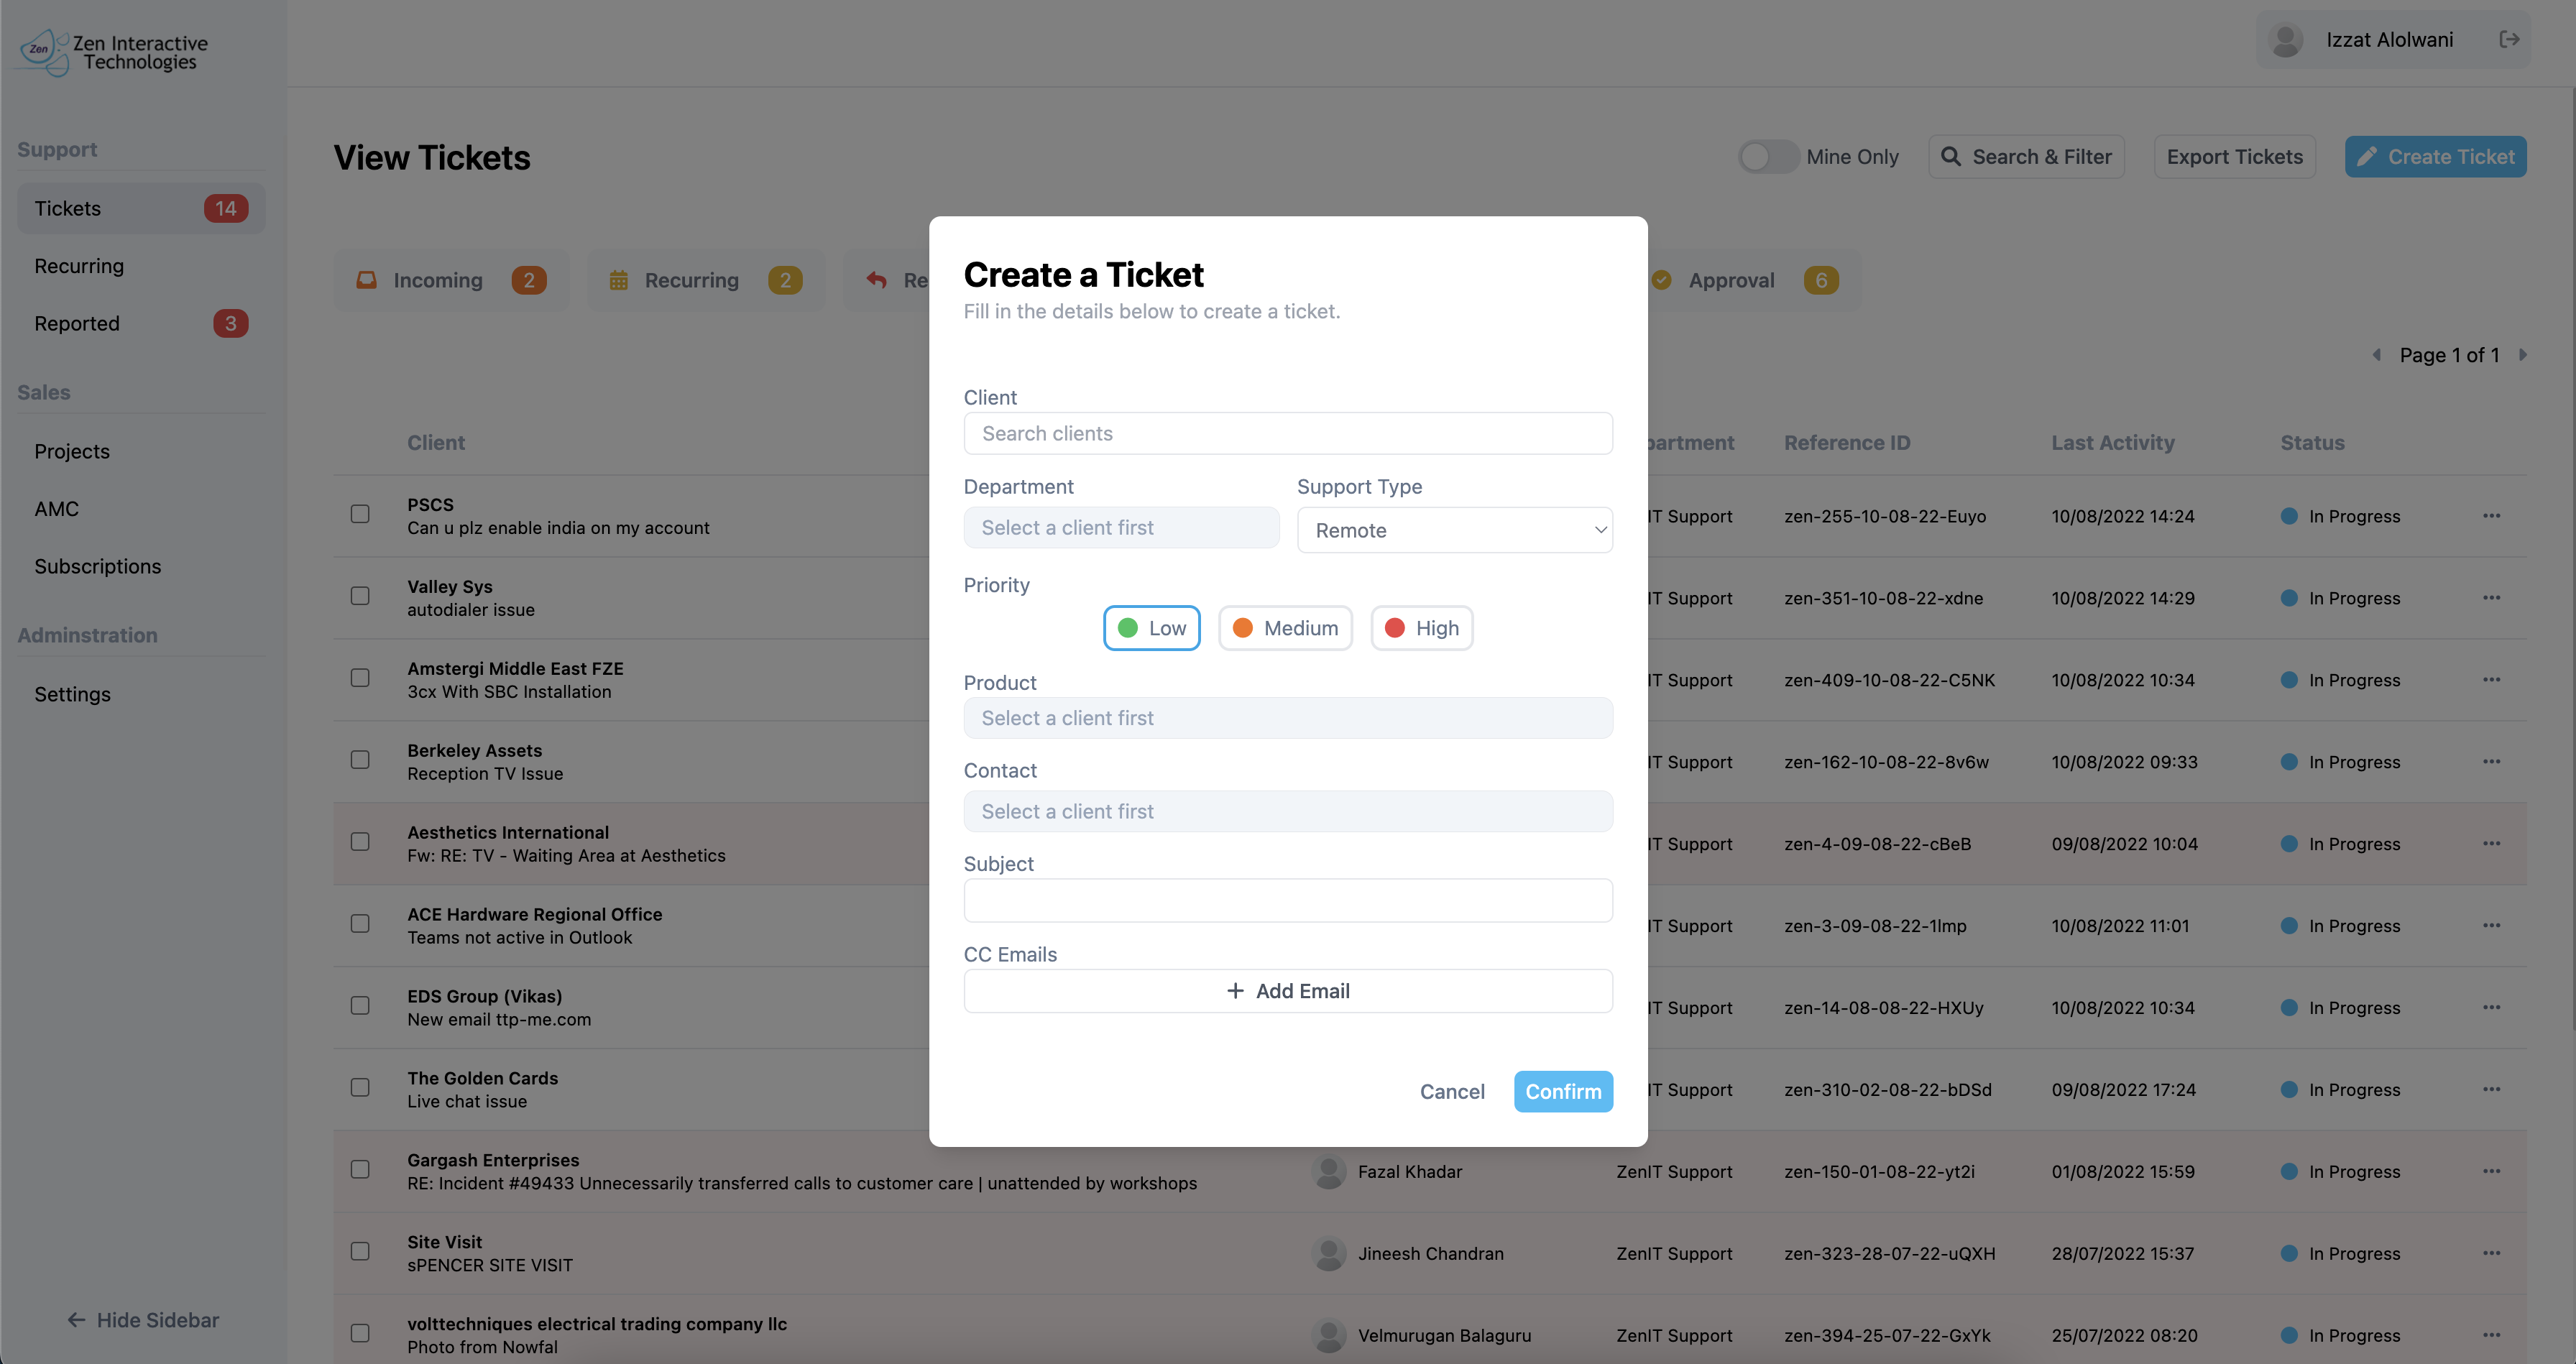 Zen
Zen Interactive
Technologies
Izzat Alolwani
Support
Tickets 14
Recurring
Reported 3
Sales
Projects
AMC
Subscriptions
Adminstration
Settings
Hide Sidebar
View Tickets
Mine Only
Search & Filter
Export Tickets
Create Ticket
Incoming 2
Recurring 2
Re
Approval 6
Page 1 of 1
Client partment Reference ID Last Activity Status
PSCS
Can u plz enable india on my account
IT Support zen-255-10-08-22-Euyo 10/08/2022 14:24 In Progress
Valley Sys
autodialer issue
IT Support zen-351-10-08-22-xdne 10/08/2022 14:29 In Progress
Amstergi Middle East FZE
3cx With SBC Installation
IT Support zen-409-10-08-22-C5NK 10/08/2022 10:34 In Progress
Berkeley Assets
Reception TV Issue
IT Support zen-162-10-08-22-8v6w 10/08/2022 09:33 In Progress
Aesthetics International
Fw: RE: TV - Waiting Area at Aesthetics
IT Support zen-4-09-08-22-cBeB 09/08/2022 10:04 In Progress
ACE Hardware Regional Office
Teams not active in Outlook
IT Support zen-3-09-08-22-1lmp 10/08/2022 11:01 In Progress
EDS Group (Vikas)
New email ttp-me.com
IT Support zen-14-08-08-22-HXUy 10/08/2022 10:34 In Progress
The Golden Cards
Live chat issue
IT Support zen-310-02-08-22-bDSd 09/08/2022 17:24 In Progress
Gargash Enterprises
RE: Incident #49433 Unnecessarily transferred calls to customer care | unattended by workshops
Fazal Khadar ZenIT Support zen-150-01-08-22-yt2i 01/08/2022 15:59 In Progress
Site Visit
sPENCER SITE VISIT
Jineesh Chandran ZenIT Support zen-323-28-07-22-uQXH 28/07/2022 15:37 In Progress
volttechniques electrical trading company llc
Photo from Nowfal
Velmurugan Balaguru ZenIT Support zen-394-25-07-22-GxYk 25/07/2022 08:20 In Progress
Create a Ticket
Fill in the details below to create a ticket.
Client
Search clients
Department Support Type
Select a client first Remote
Priority
Low Medium High
Product
Select a client first
Contact
Select a client first
Subject
CC Emails
+ Add Email
Cancel Confirm